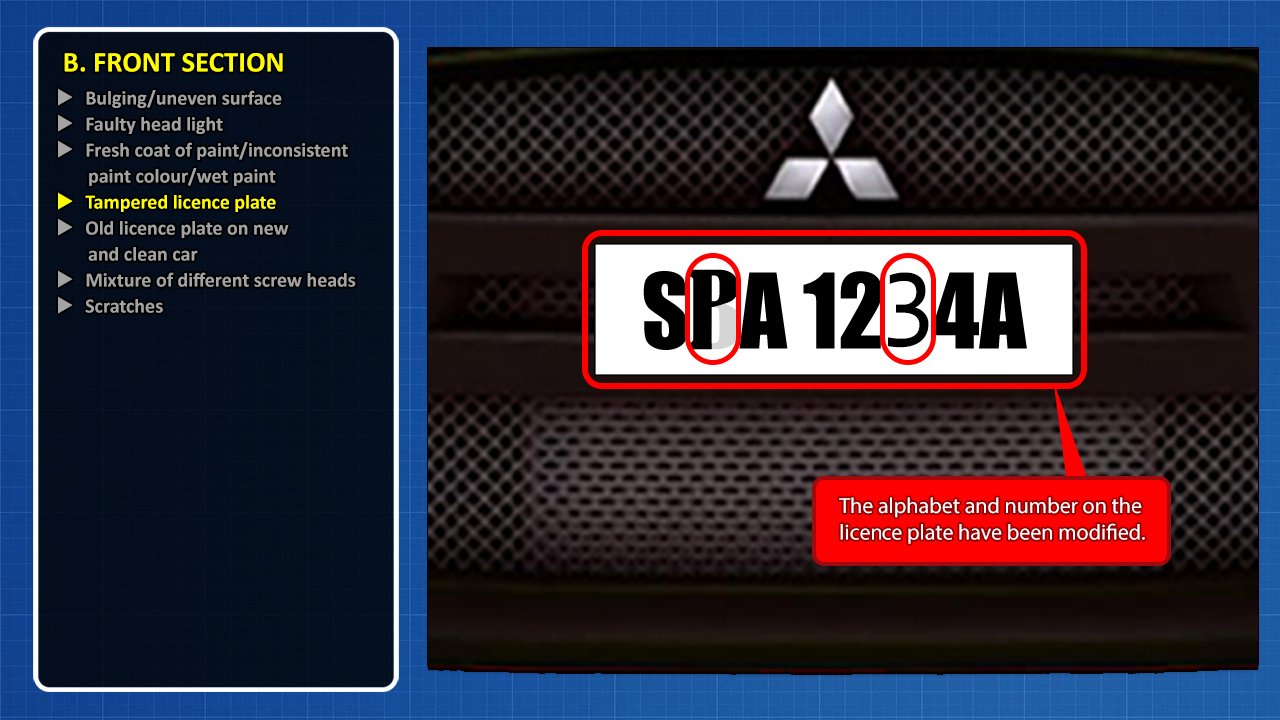 B. FRONT SECTION
Bulging/uneven surface
Faulty head light
Fresh coat of paint/inconsistent
paint colour/wet paint
Tampered licence plate
Old licence plate on new
and clean car
Mixture of different screw heads
Scratches
SPA 1234A
The alphabet and number on the
licence plate have been modified.